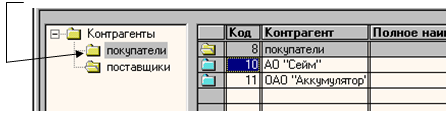 Контрагенты
покупатели
поставщики
Код Контрагент Полное наи
8 покупатели
10 АО "Сейм"
11 ОАО "Аккумулятор"